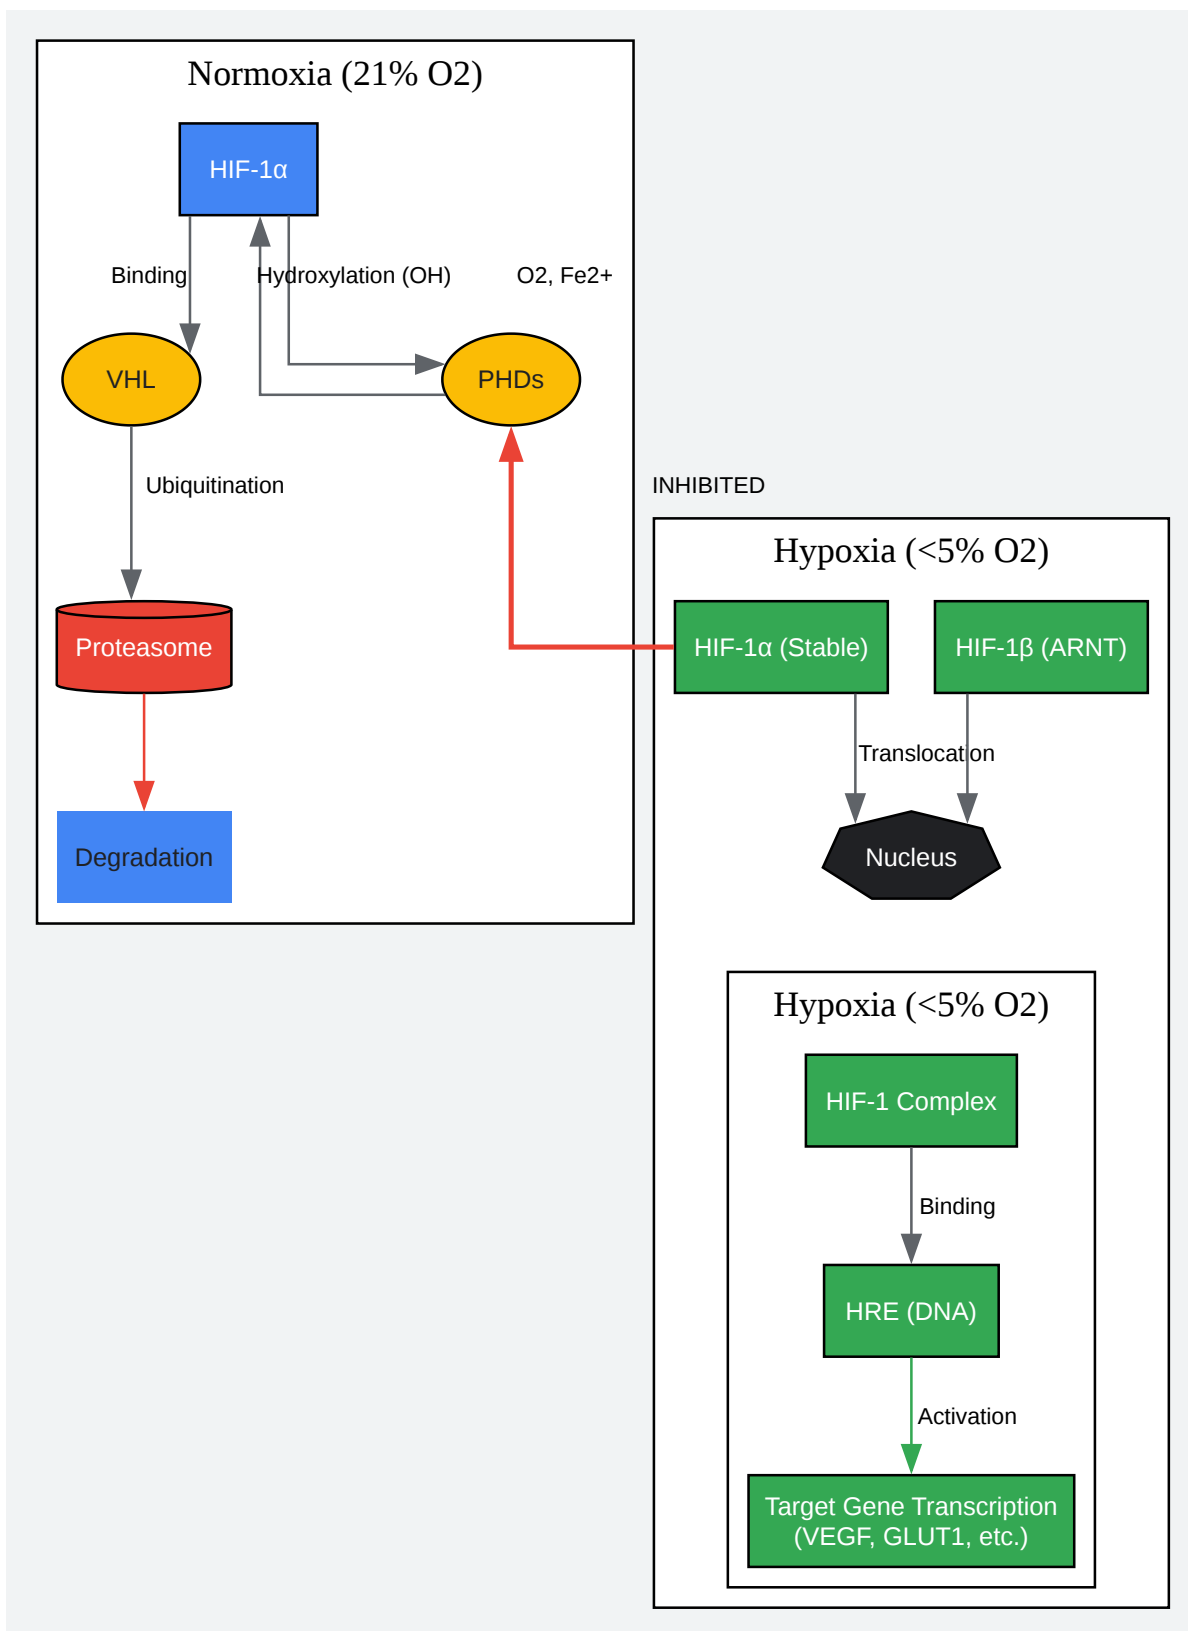 Normoxia (21% O2)
HIF-1α
Binding
Hydroxylation (OH)
O2, Fe2+
VHL
PHDs
Ubiquitination
Proteasome
Degradation
INHIBITED
Hypoxia (<5% O2)
HIF-1α (Stable)
HIF-1β (ARNT)
Translocation
Nucleus
Hypoxia (<5% O2)
HIF-1 Complex
Binding
HRE (DNA)
Activation
Target Gene Transcription
(VEGF, GLUT1, etc.)